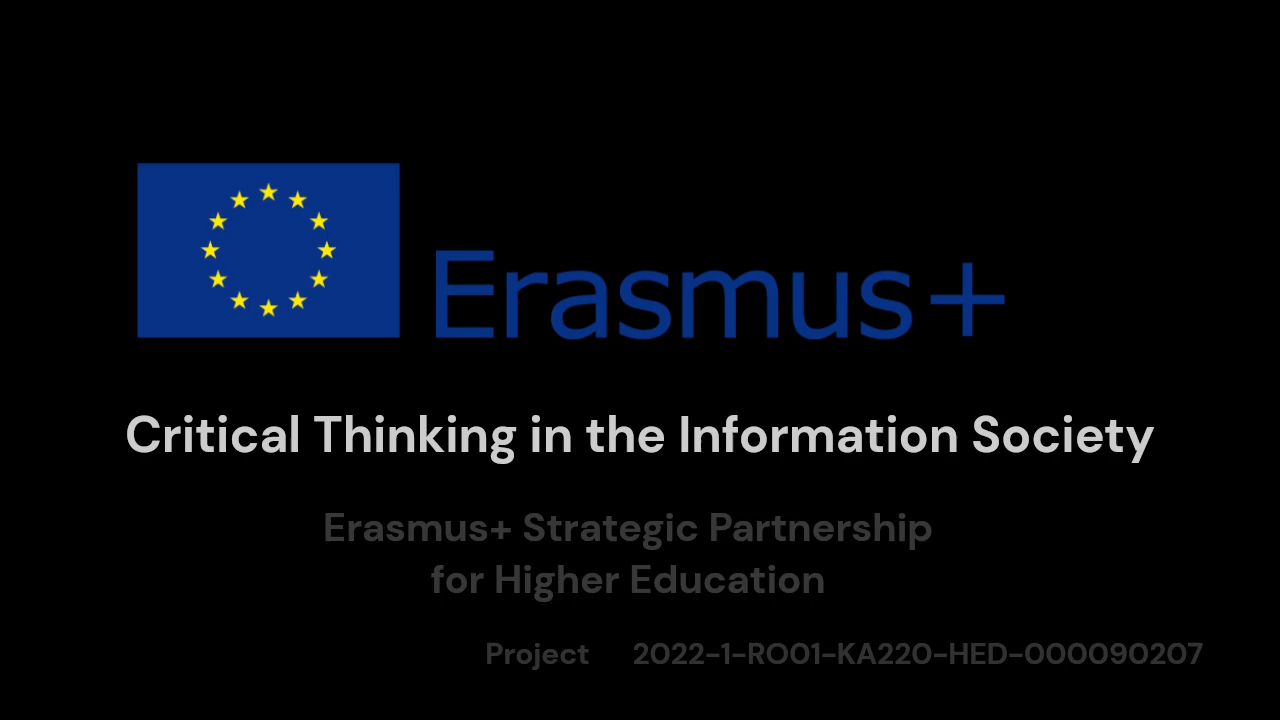 Erasmus+
Critical Thinking in the Information Society
Erasmus+ Strategic Partnership
for Higher Education
Project 2022-1-RO01-KA220-HED-000090207